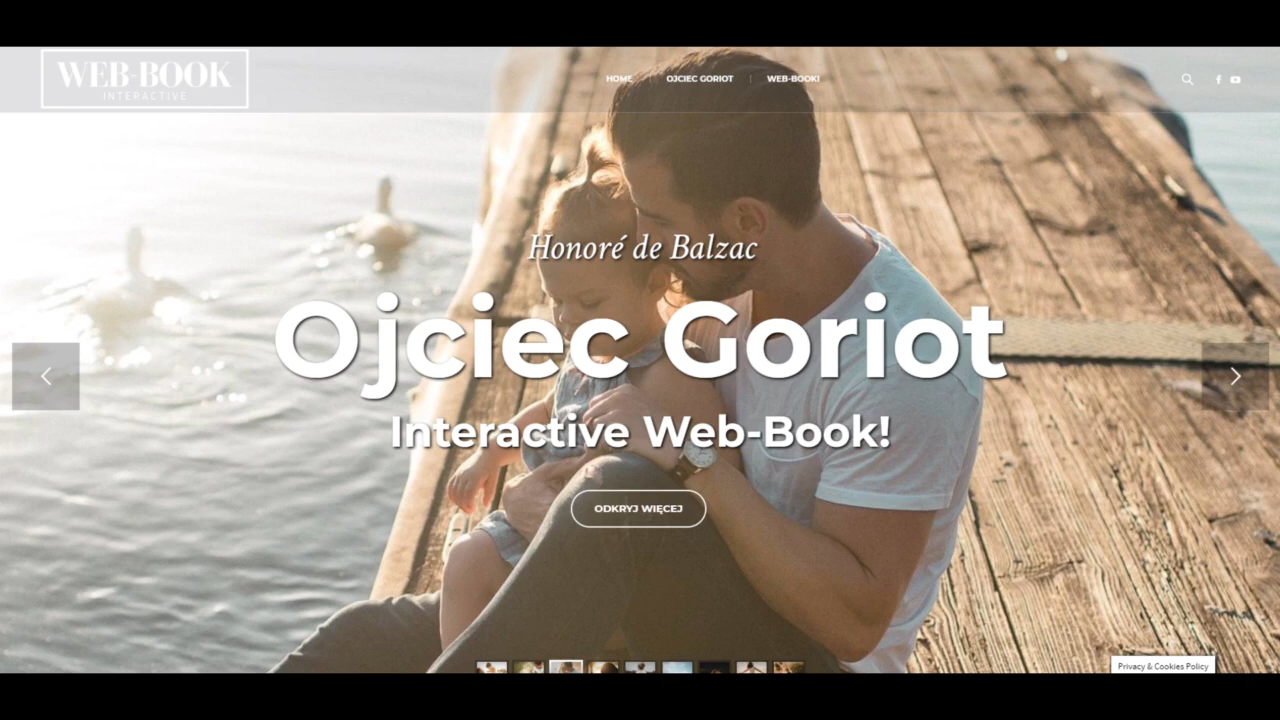 WEB-BOOK
INTERACTIVE
HOME
OJCIEC GORIOT
WEB-BOOKI
Honoré de Balzac
Ojciec Goriot
Interactive Web-Book!
ODKRYJ WIĘCEJ
Privacy & Cookies Policy